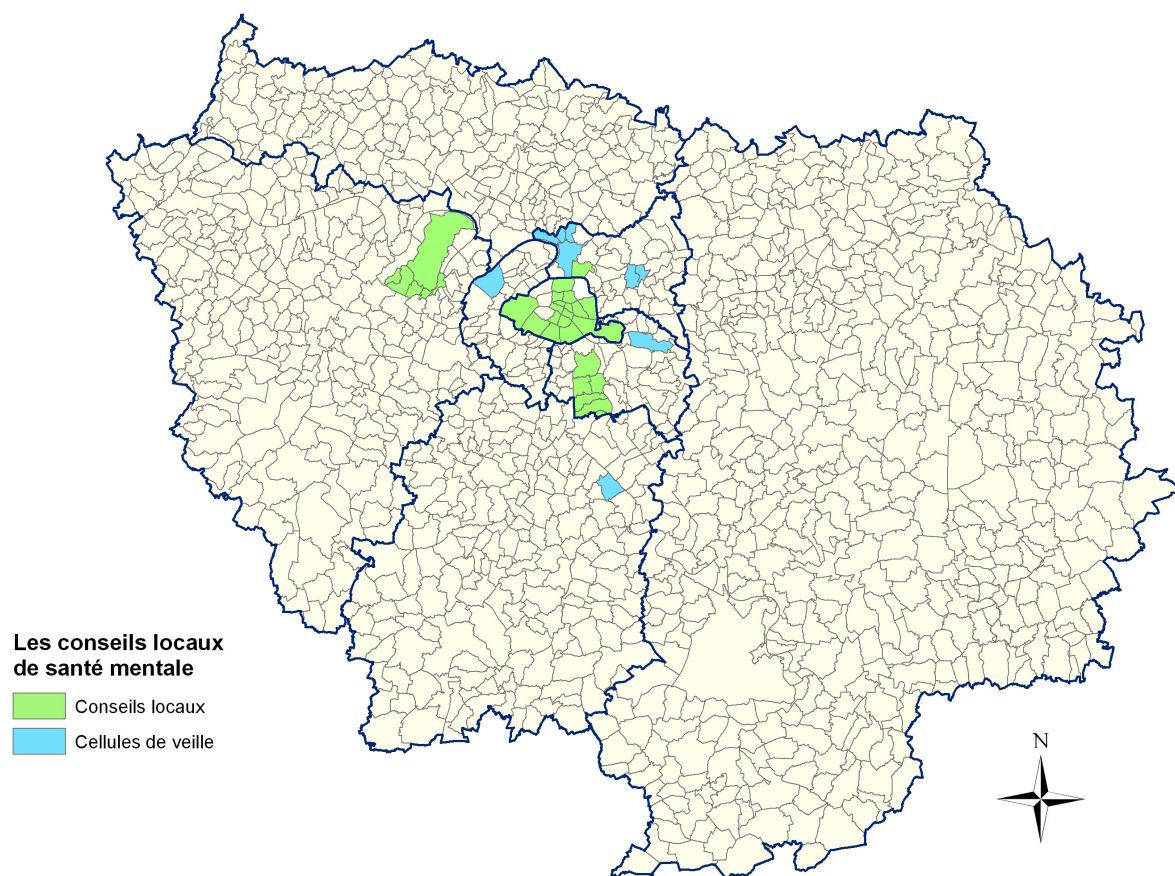 Les conseils locaux
de santé mentale
Conseils locaux
Cellules de veille
N